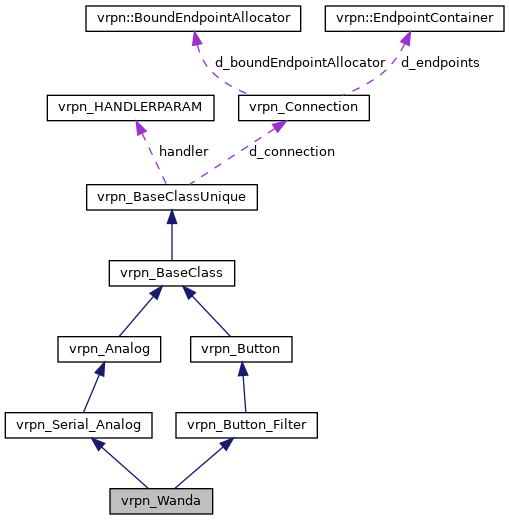 vrpn::BoundEndpointAllocator
vrpn::EndpointContainer
d_boundEndpointAllocator
d_endpoints
vrpn_HANDLERPARAM
vrpn_Connection
handler
d_connection
vrpn_BaseClassUnique
vrpn_BaseClass
vrpn_Analog
vrpn_Button
vrpn_Serial_Analog
vrpn_Button_Filter
vrpn_Wanda